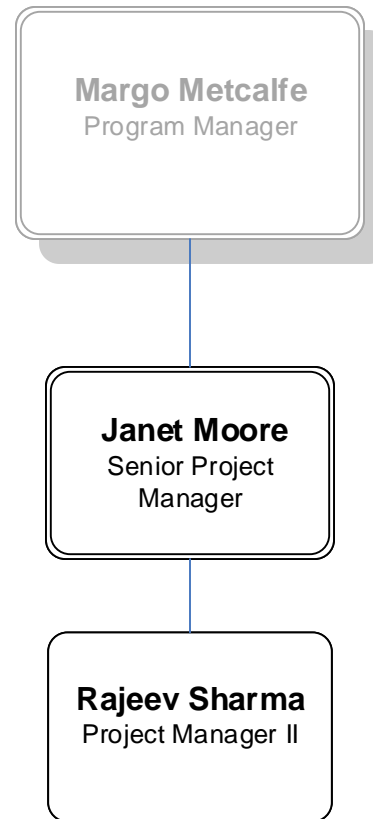 Margo Metcalfe
Program Manager
Janet Moore
Senior Project
Manager
Rajeev Sharma
Project Manager II